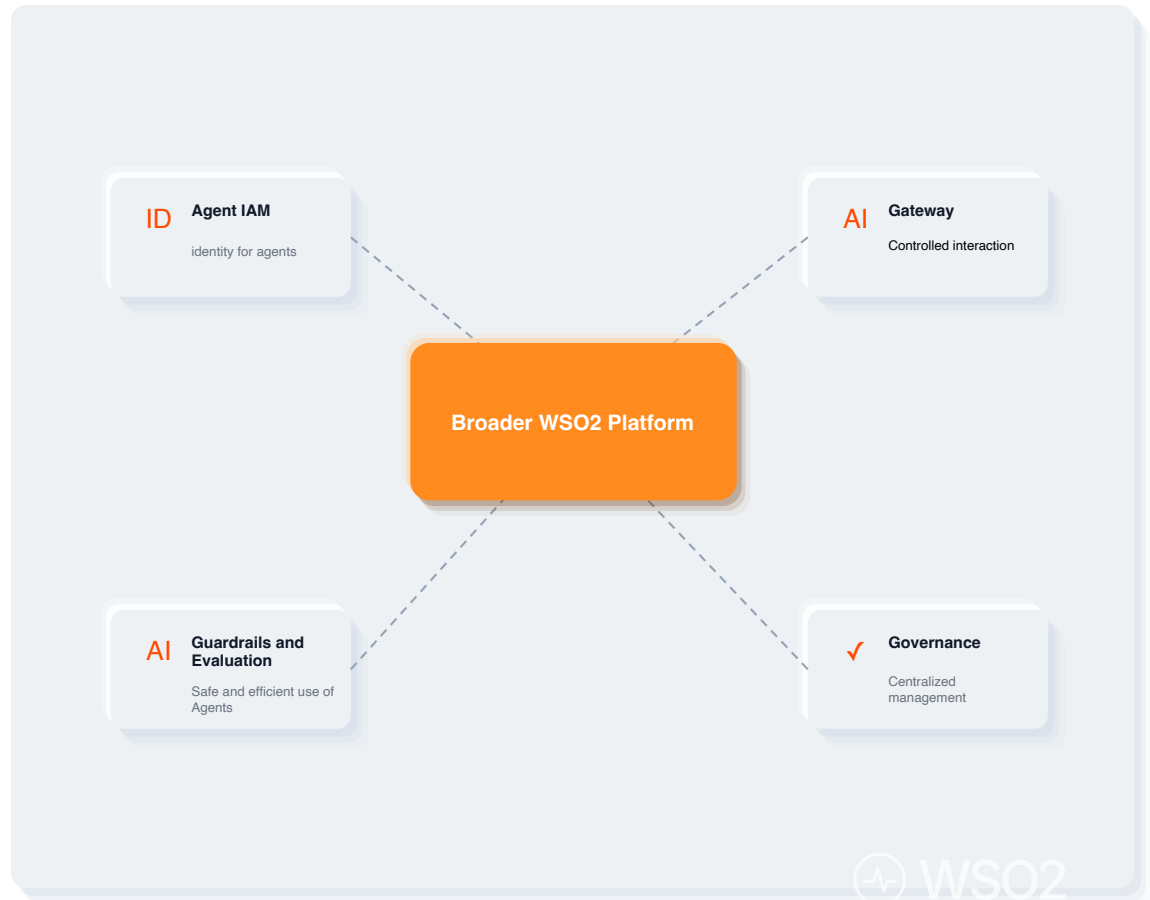 ID
Agent IAM
identity for agents
AI
Gateway
Controlled interaction
Broader WSO2 Platform
AI
Guardrails and
Evaluation
Safe and efficient use of
Agents
✓
Governance
Centralized
management
WSO2